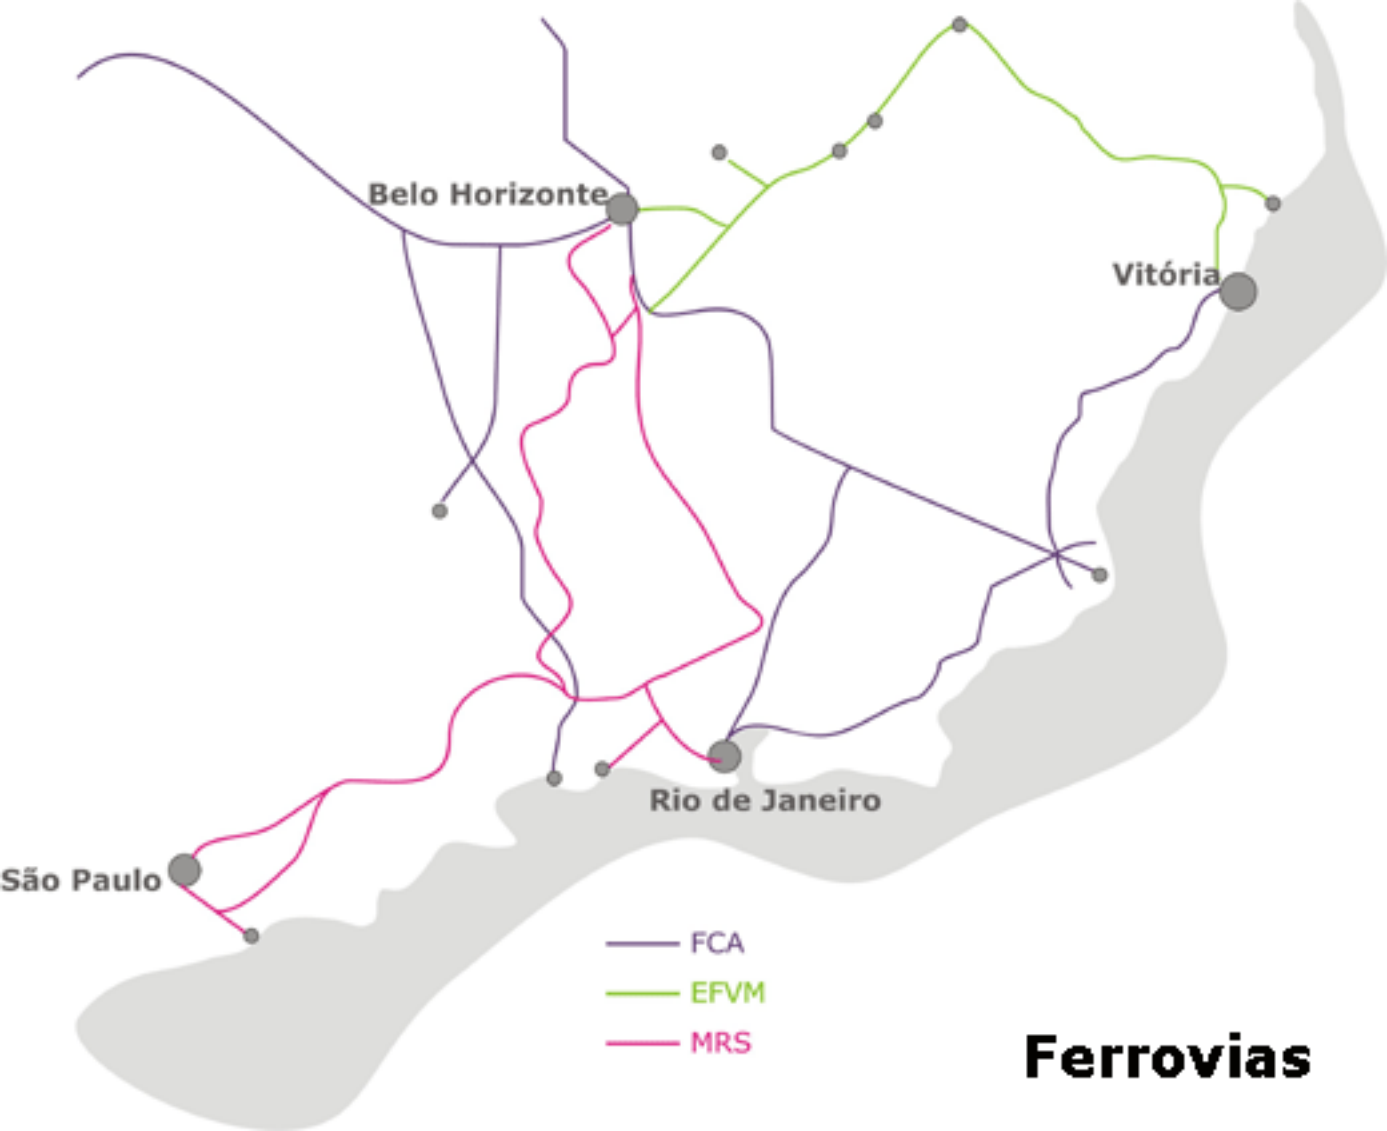 Belo Horizonte
Vitória
Rio de Janeiro
São Paulo
FCA
EFVM
MRS
Ferrovias